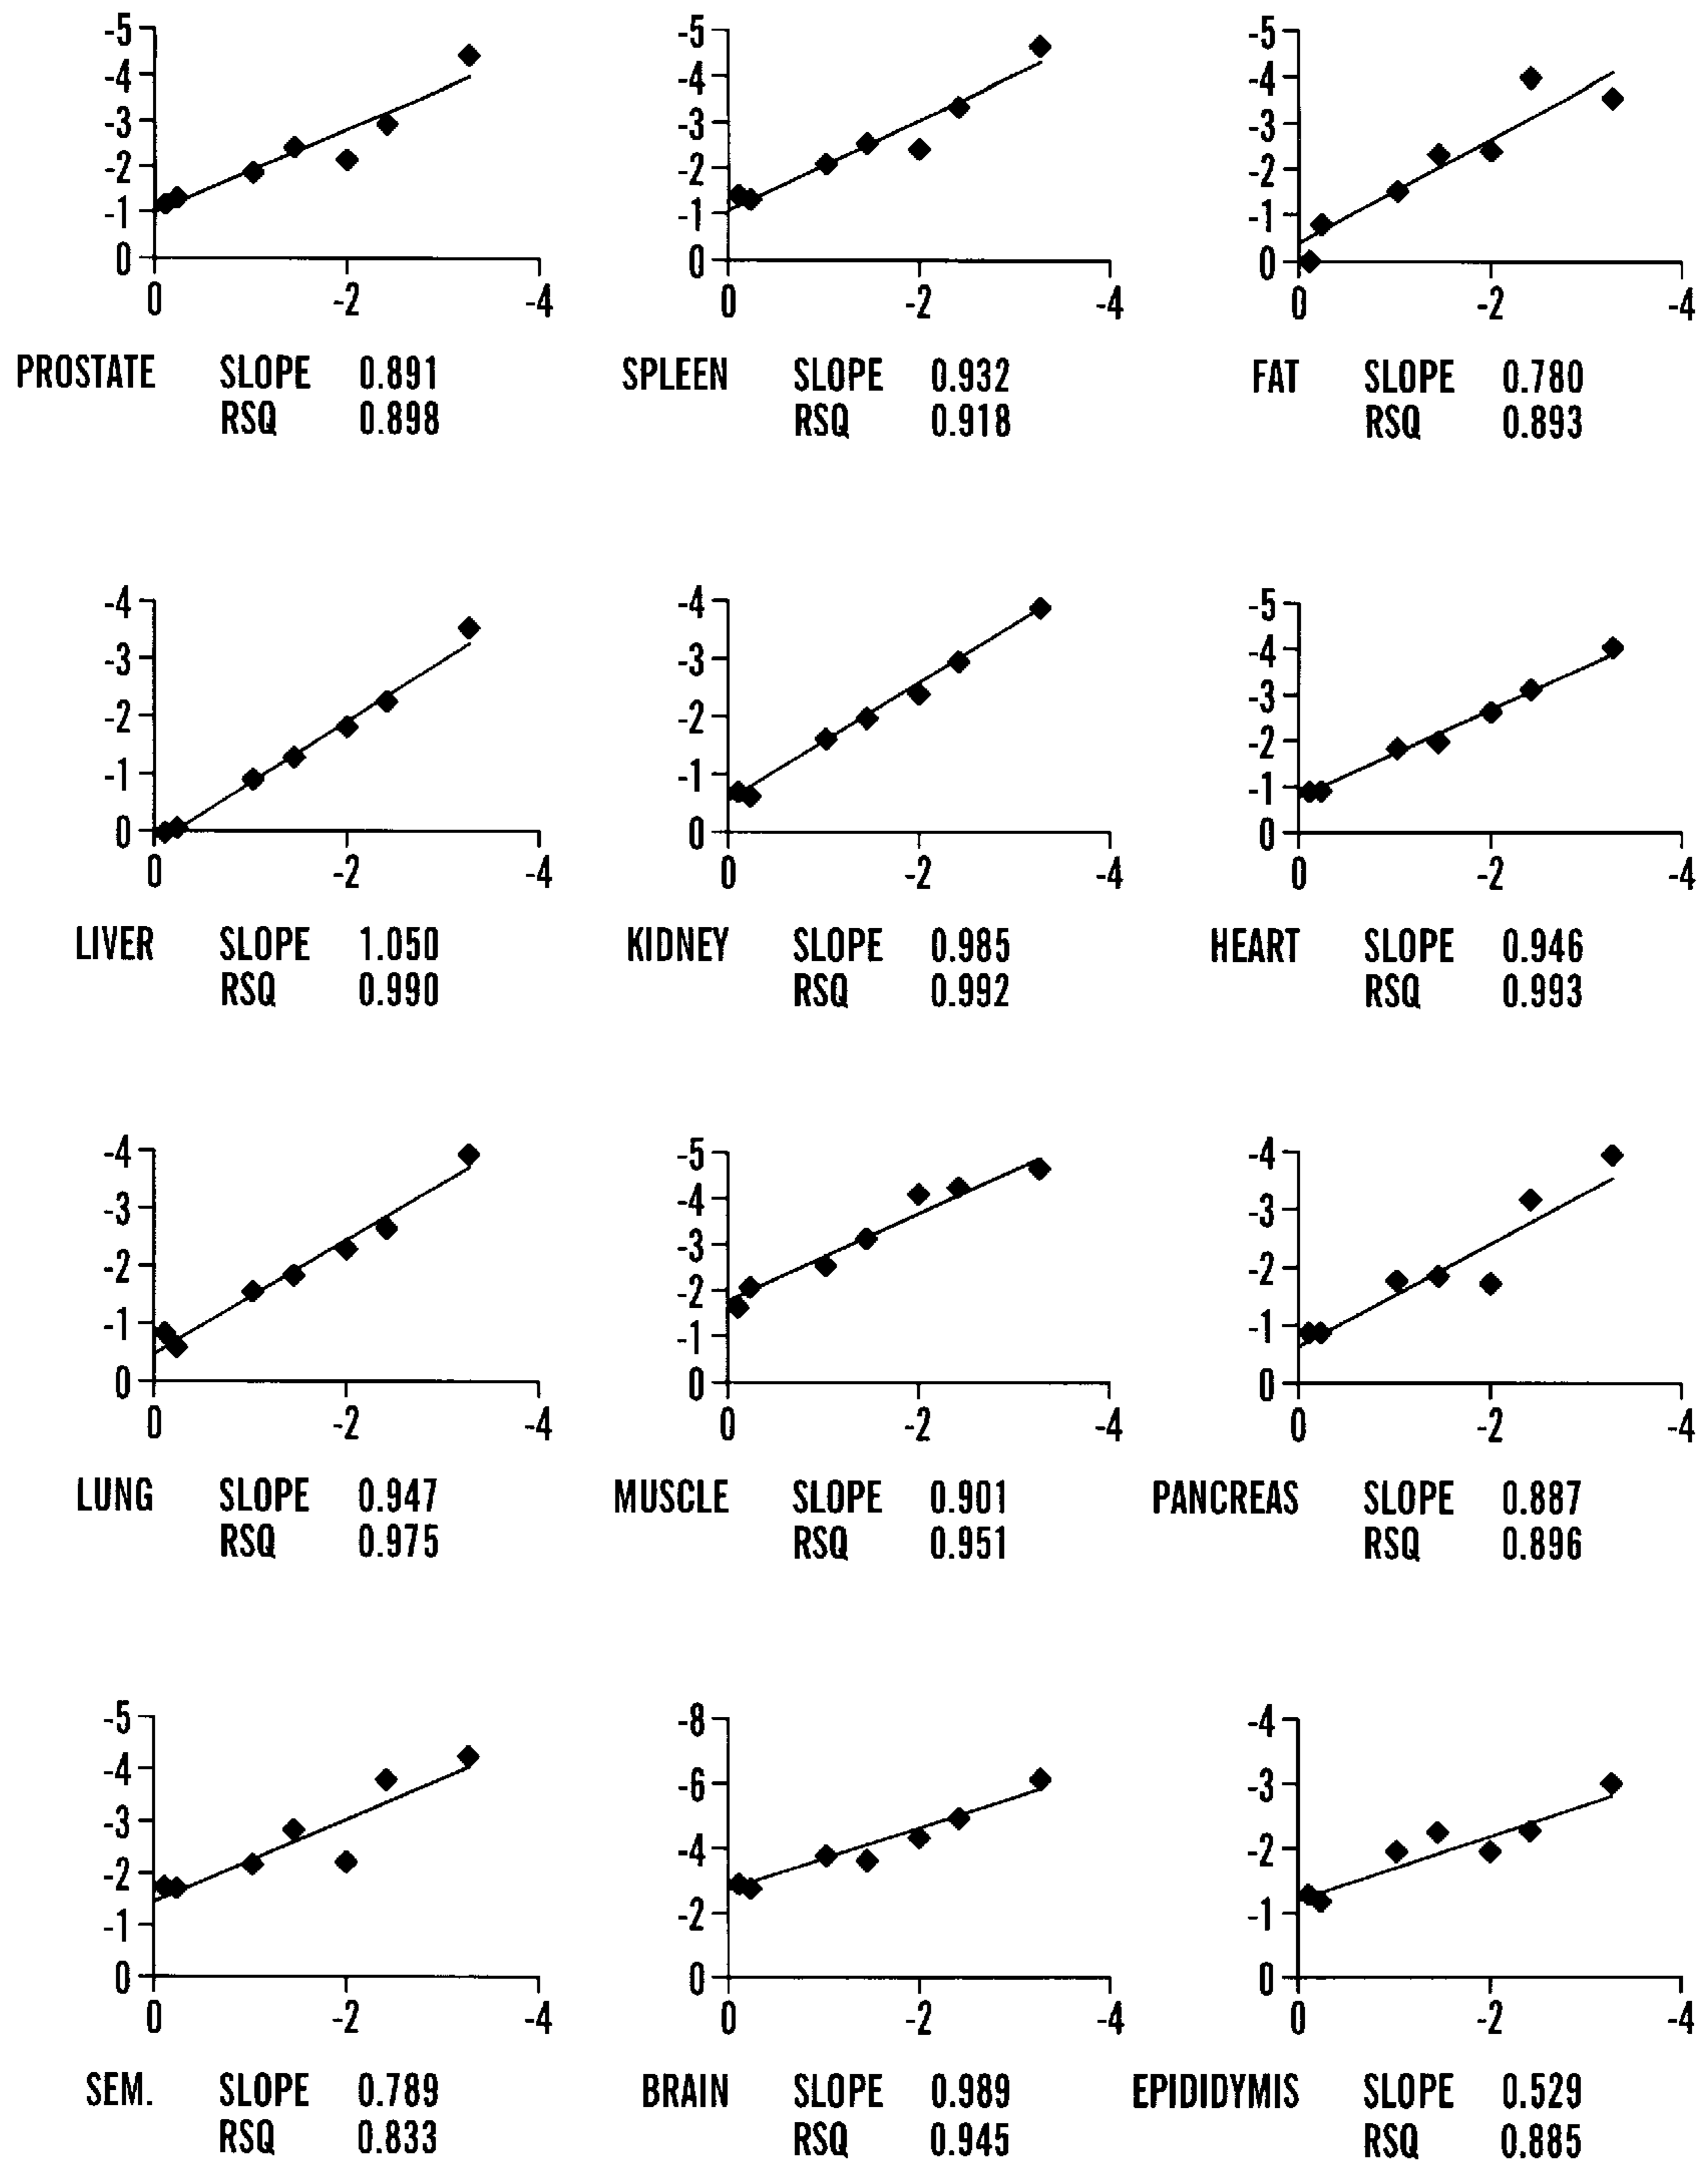 -5 -5 -5
-4 -4 -4
-3 -3 -3
-2 -2 -2
-1 -1 -1
0 0 0
0 -2 -4 0 -2 -4 0 -2 -4
PROSTATE SLOPE 0.891 SPLEEN SLOPE 0.932 FAT SLOPE 0.780
RSQ 0.898 RSQ 0.918 RSQ 0.893
-4 -4 -5
-3 -3 -4
-2 -2 -3
-1 -1 -2
0 0 -1
0
0 -2 -4 0 -2 -4 0 -2 -4
LIVER SLOPE 1.050 KIDNEY SLOPE 0.985 HEART SLOPE 0.946
RSQ 0.990 RSQ 0.992 RSQ 0.993
-4 -5 -4
-3 -4 -3
-2 -3 -2
-1 -2 -1
0 -1 0
0
0 -2 -4 0 -2 -4 0 -2 -4
LUNG SLOPE 0.947 MUSCLE SLOPE 0.901 PANCREAS SLOPE 0.887
RSQ 0.975 RSQ 0.951 RSQ 0.896
-5 -8 -4
-4 -6 -3
-3 -4 -2
-2 -2 -1
-1 0 0
0
0 -2 -4 0 -2 -4 0 -2 -4
SEM. SLOPE 0.789 BRAIN SLOPE 0.989 EPIDIDYMIS SLOPE 0.529
RSQ 0.833 RSQ 0.945 RSQ 0.885